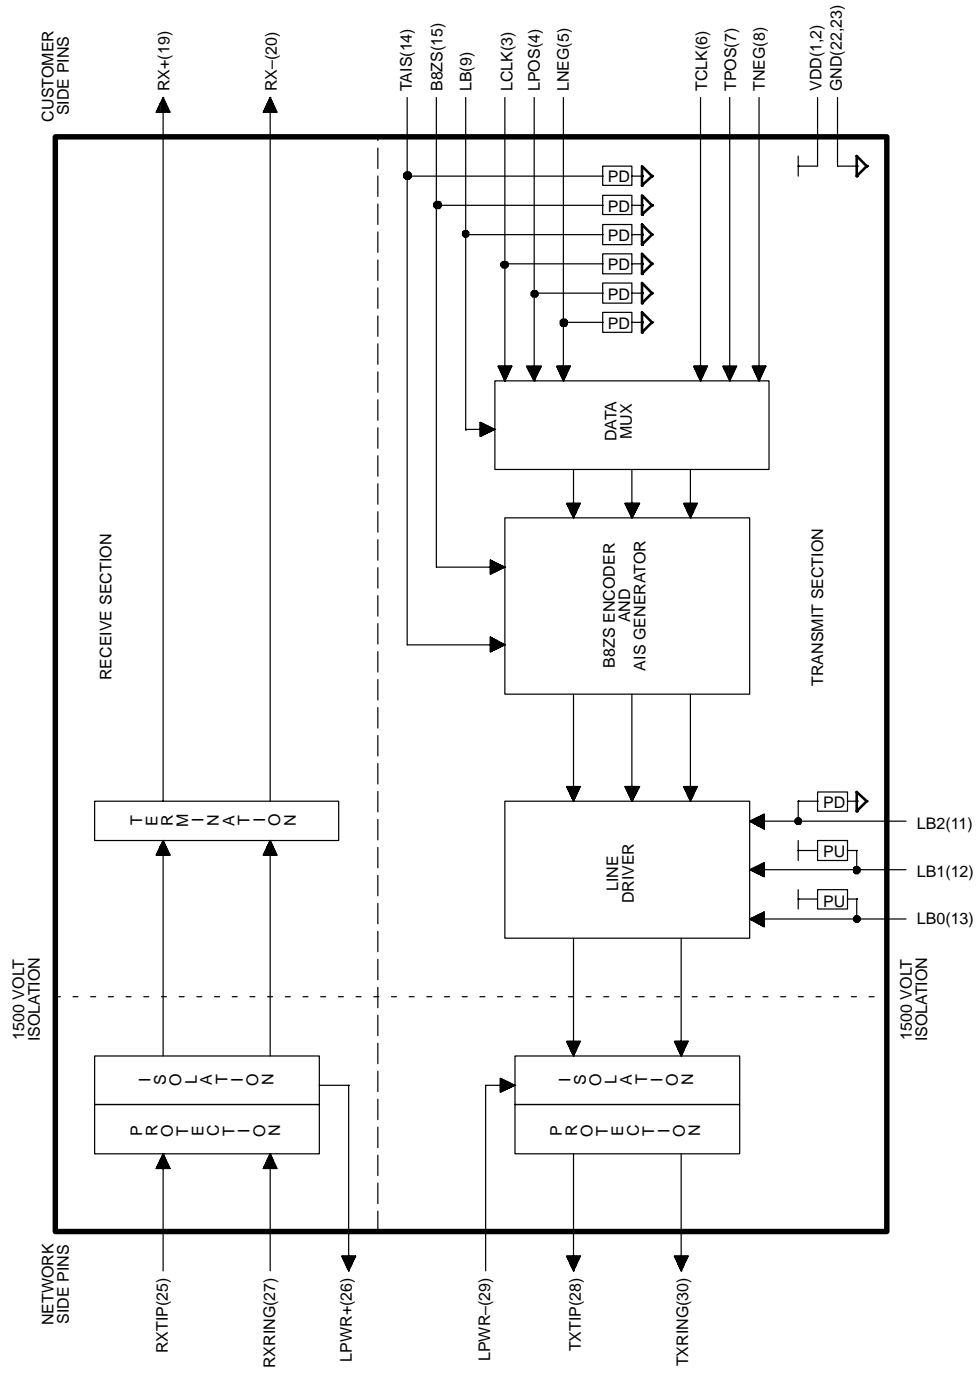 CUSTOMER
SIDE PINS
RX+(19)
RX–(20)
TAIS(14)
B8ZS(15)
LB(9)
LCLK(3)
LPOS(4)
LNEG(5)
TCLK(6)
TPOS(7)
TNEG(8)
VDD(1,2)
GND(22,23)
PD
PD
PD
PD
PD
PD
DATA
MUX
RECEIVE SECTION
B8ZS ENCODER
AND
AIS GENERATOR
TRANSMIT SECTION
TERMINATION
LINE
DRIVER
PD
PU
PU
LB2(11)
LB1(12)
LB0(13)
1500 VOLT
ISOLATION
1500 VOLT
ISOLATION
ISOLATION
PROTECTION
ISOLATION
PROTECTION
NETWORK
SIDE PINS
RXTIP(25)
RXRING(27)
LPWR+(26)
LPWR–(29)
TXTIP(28)
TXRING(30)